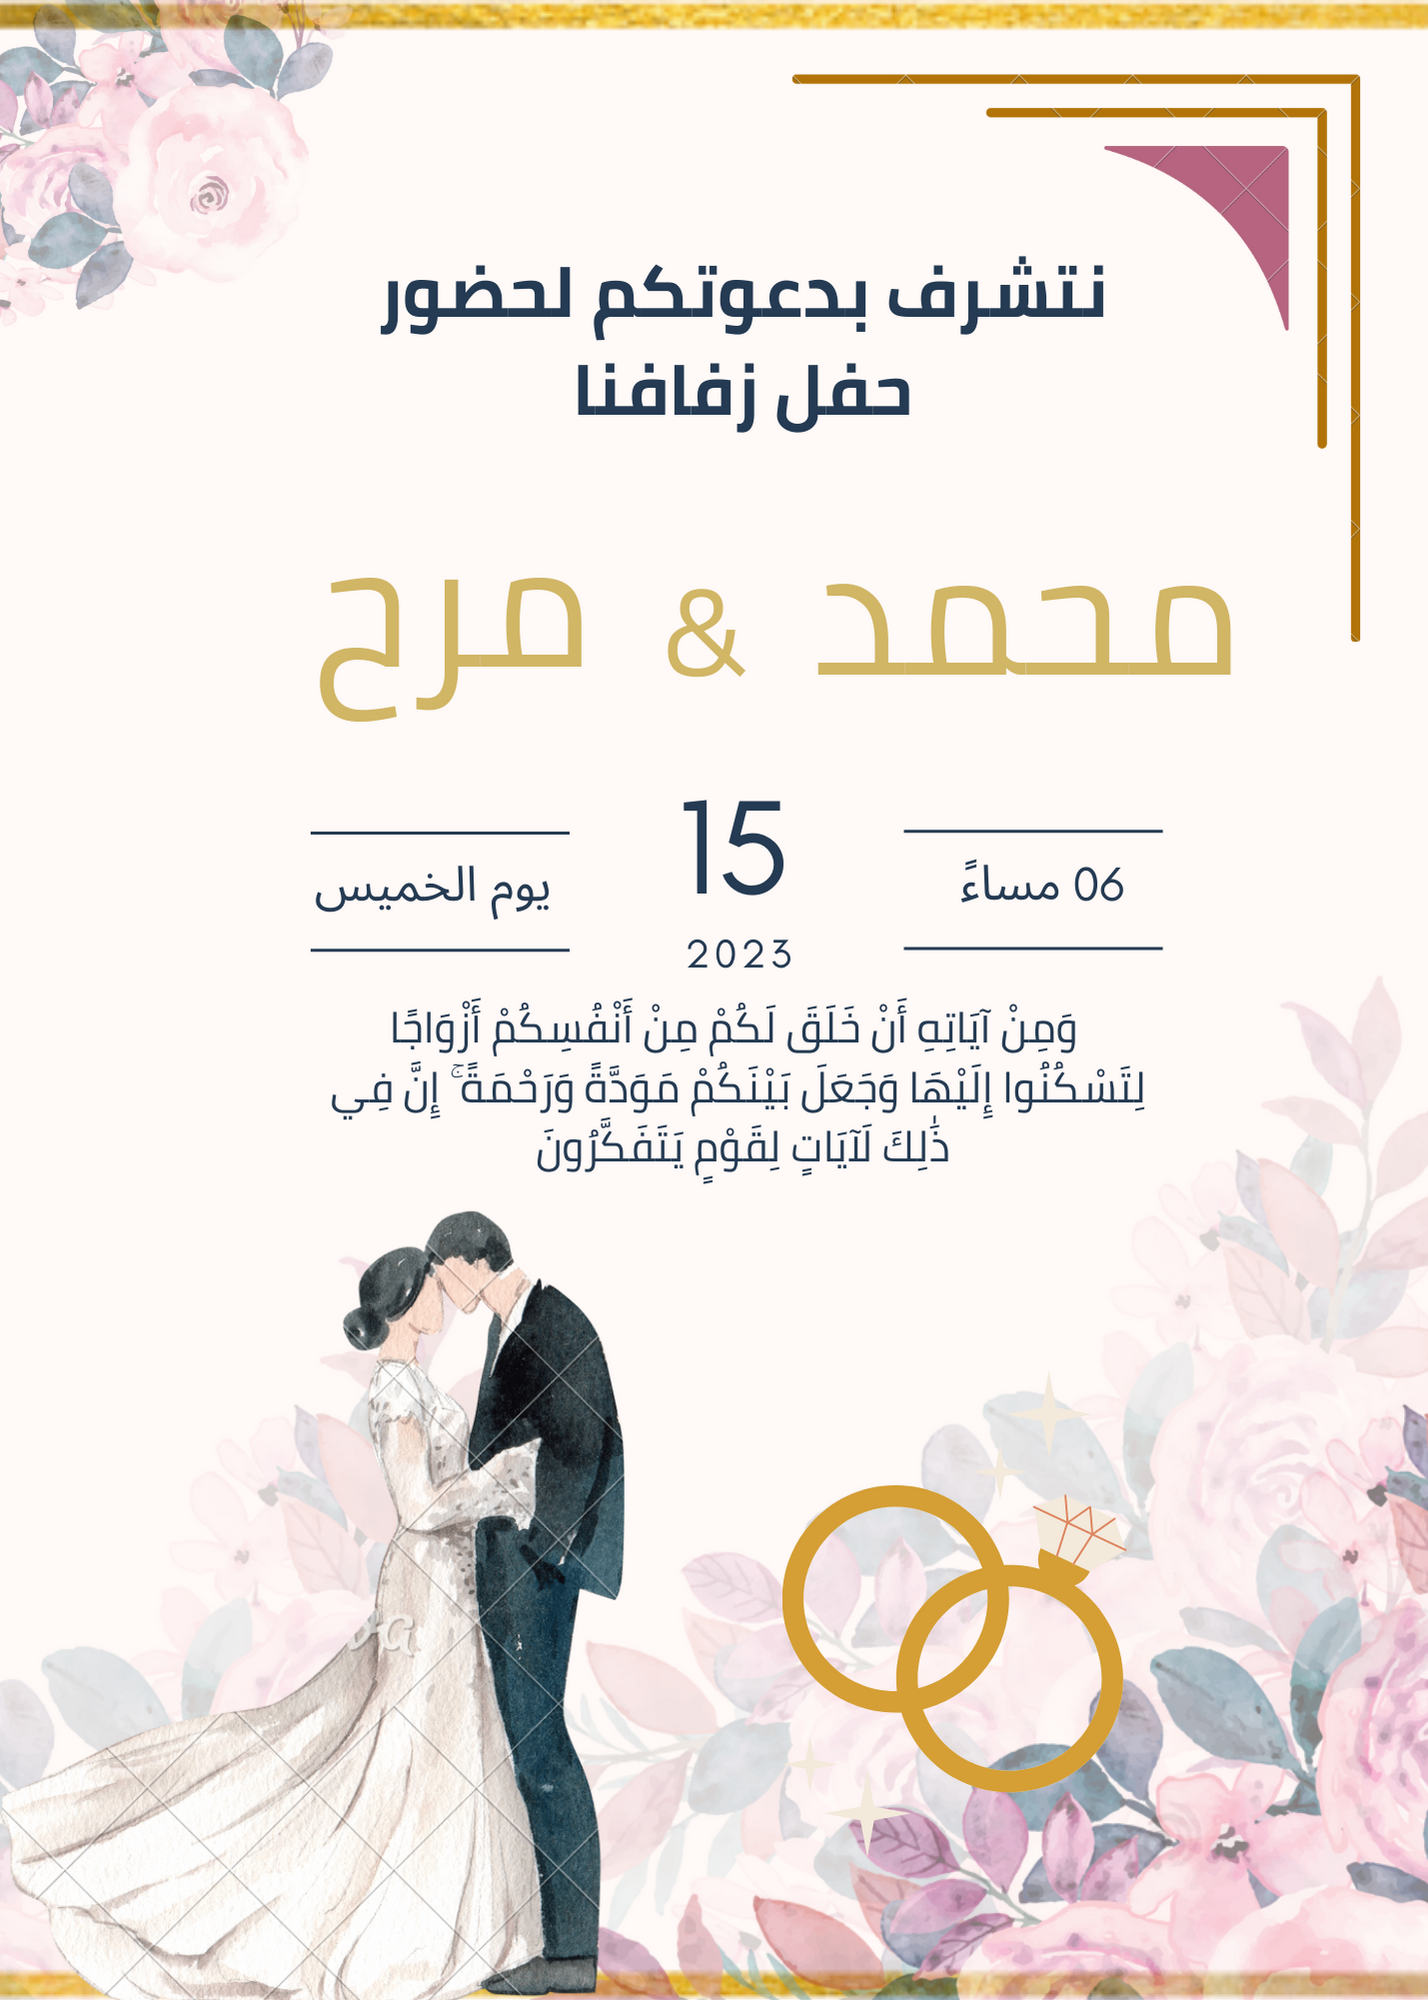 نتشرف بدعوتكم لحضور
حفل زفافنا
محمد & مرح
06 مساءً
15
يوم الخميس
2023
وَمِنْ آيَاتِهِ أَنْ خَلَقَ لَكُمْ مِنْ أَنْفُسِكُمْ أَزْوَاجًا
لِتَسْكُنُوا إِلَيْهَا وَجَعَلَ بَيْنَكُمْ مَوَدَّةً وَرَحْمَةً ۚ إِنَّ فِي
ذَٰلِكَ لَآيَاتٍ لِقَوْمٍ يَتَفَكَّرُونَ